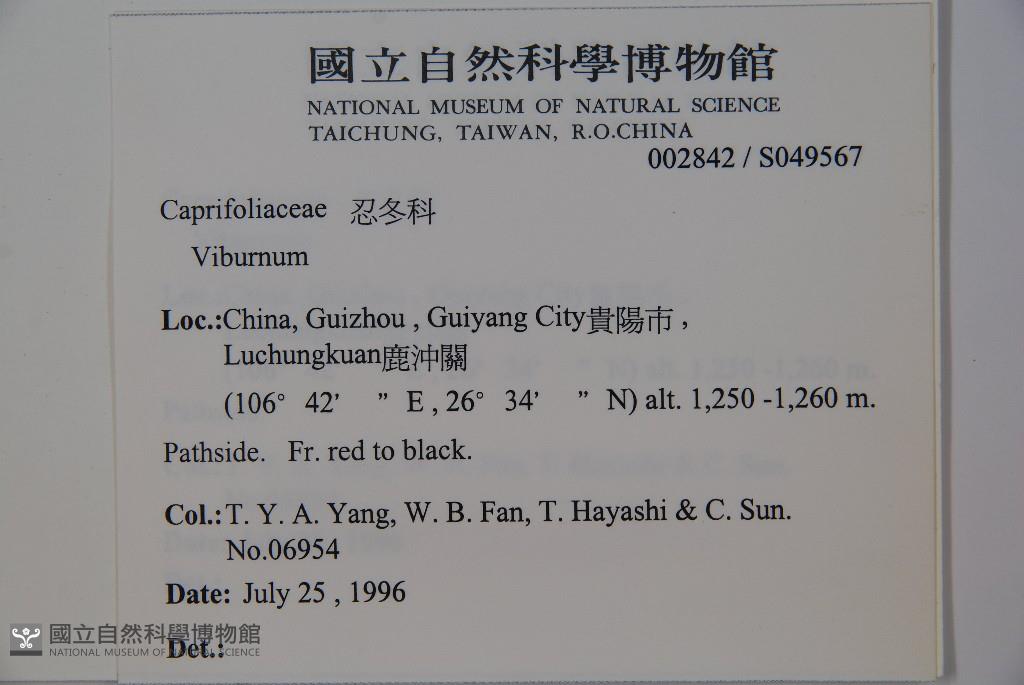 國立自然科學博物館
NATIONAL MUSEUM OF NATURAL SCIENCE
TAICHUNG, TAIWAN, R.O.CHINA
002842 / S049567
Caprifoliaceae 忍冬科
Viburnum
Loc.:China, Guizhou , Guiyang City貴陽市 ,
Luchungkuan鹿沖關
(106° 42' " E , 26° 34' " N) alt. 1,250 -1,260 m.
Pathside. Fr. red to black.
Col.:T. Y. A. Yang, W. B. Fan, T. Hayashi & C. Sun.
No.06954
Date: July 25 , 1996
Det.:
國立自然科學博物館
NATIONAL MUSEUM OF NATURAL SCIENCE